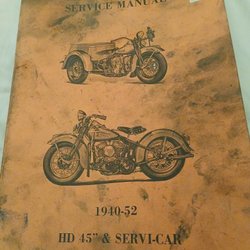 SERVICE MANUAL
1940-52
HD 45" & SERVI-CAR